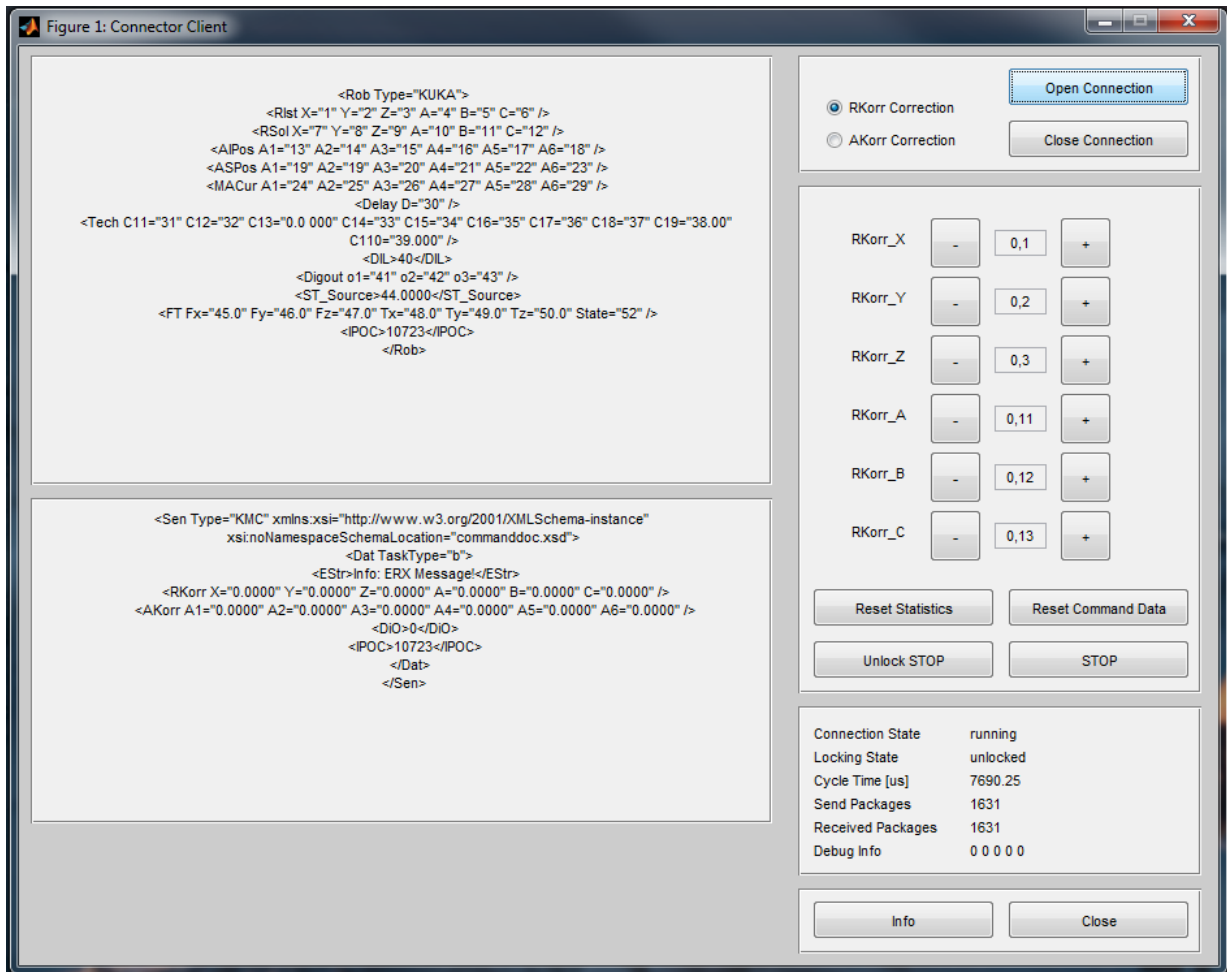 Figure 1: Connector Client
<Rob Type="KUKA">
<RIst X="1" Y="2" Z="3" A="4" B="5" C="6" />
<RSol X="7" Y="8" Z="9" A="10" B="11" C="12" />
<AIPos A1="13" A2="14" A3="15" A4="16" A5="17" A6="18" />
<ASPos A1="19" A2="19" A3="20" A4="21" A5="22" A6="23" />
<MACur A1="24" A2="25" A3="26" A4="27" A5="28" A6="29" />
<Delay D="30" />
<Tech C11="31" C12="32" C13="0.0 000" C14="33" C15="34" C16="35" C17="36" C18="37" C19="38.00"
C110="39.000" />
<DIL>40</DIL>
<Digout o1="41" o2="42" o3="43" />
<ST_Source>44.0000</ST_Source>
<FT Fx="45.0" Fy="46.0" Fz="47.0" Tx="48.0" Ty="49.0" Tz="50.0" State="52" />
<IPOC>10723</IPOC>
</Rob>
<Sen Type="KMC" xmlns:xsi="http://www.w3.org/2001/XMLSchema-instance"
xsi:noNamespaceSchemaLocation="commanddoc.xsd">
<Dat TaskType="b">
<EStr>Info: ERX Message!</EStr>
<RKorr X="0.0000" Y="0.0000" Z="0.0000" A="0.0000" B="0.0000" C="0.0000" />
<AKorr A1="0.0000" A2="0.0000" A3="0.0000" A4="0.0000" A5="0.0000" A6="0.0000" />
<DiO>0</DiO>
<IPOC>10723</IPOC>
</Dat>
</Sen>
RKorr Correction
Open Connection
AKorr Correction
Close Connection
RKorr_X - 0,1 +
RKorr_Y - 0,2 +
RKorr_Z - 0,3 +
RKorr_A - 0,11 +
RKorr_B - 0,12 +
RKorr_C - 0,13 +
Reset Statistics Reset Command Data
Unlock STOP STOP
Connection State running
Locking State unlocked
Cycle Time [us] 7690.25
Send Packages 1631
Received Packages 1631
Debug Info 0 0 0 0 0
Info Close